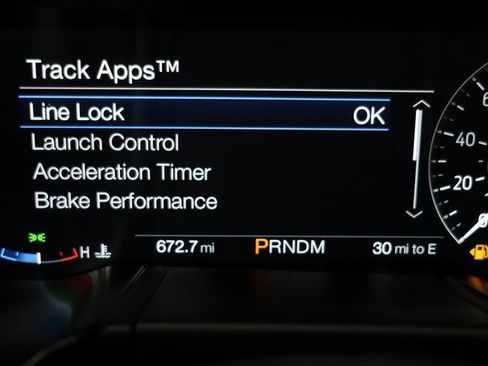 Track Apps™
Line Lock OK
Launch Control
Acceleration Timer
Brake Performance
40
20
H
672.7 mi PRNDM 30 mi to E